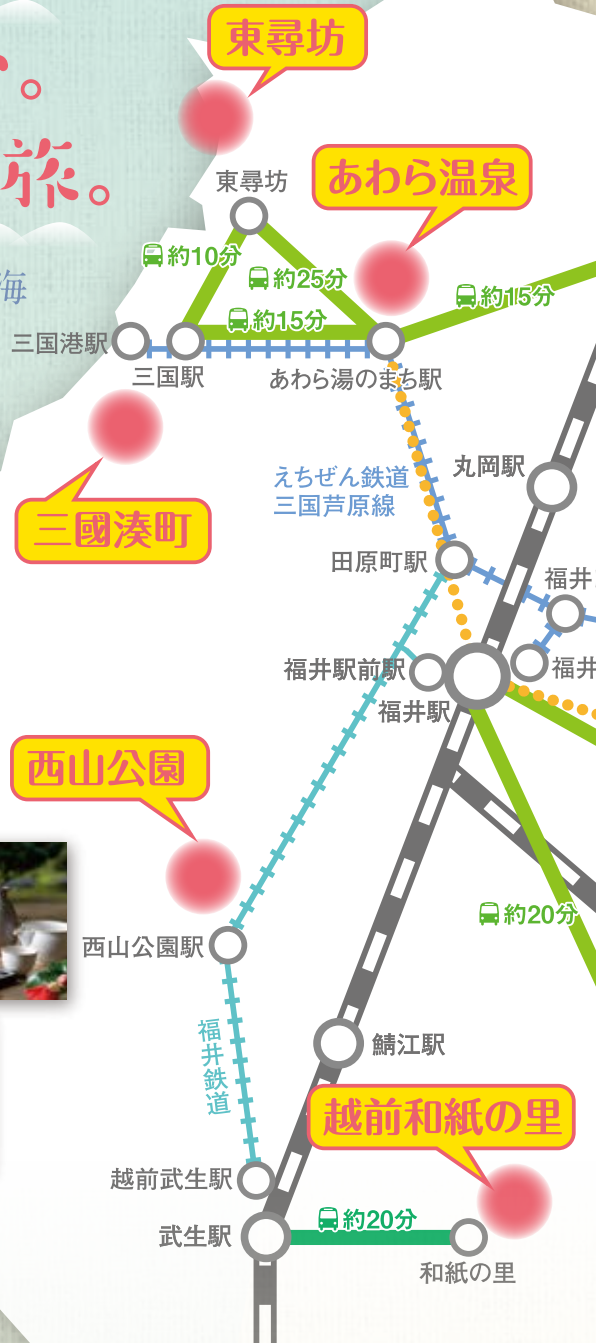 東尋坊
。
旅。
あわら温泉
東尋坊
約10分
約25分
約15分
約15分
海
三国港駅
三国駅
あわら湯のまち駅
丸岡駅
えちぜん鉄道
三国芦原線
三國湊町
田原町駅
福井
福井駅前駅
福井
福井駅
西山公園
約20分
西山公園駅
福井鉄道
鯖江駅
越前和紙の里
越前武生駅
約20分
武生駅
和紙の里